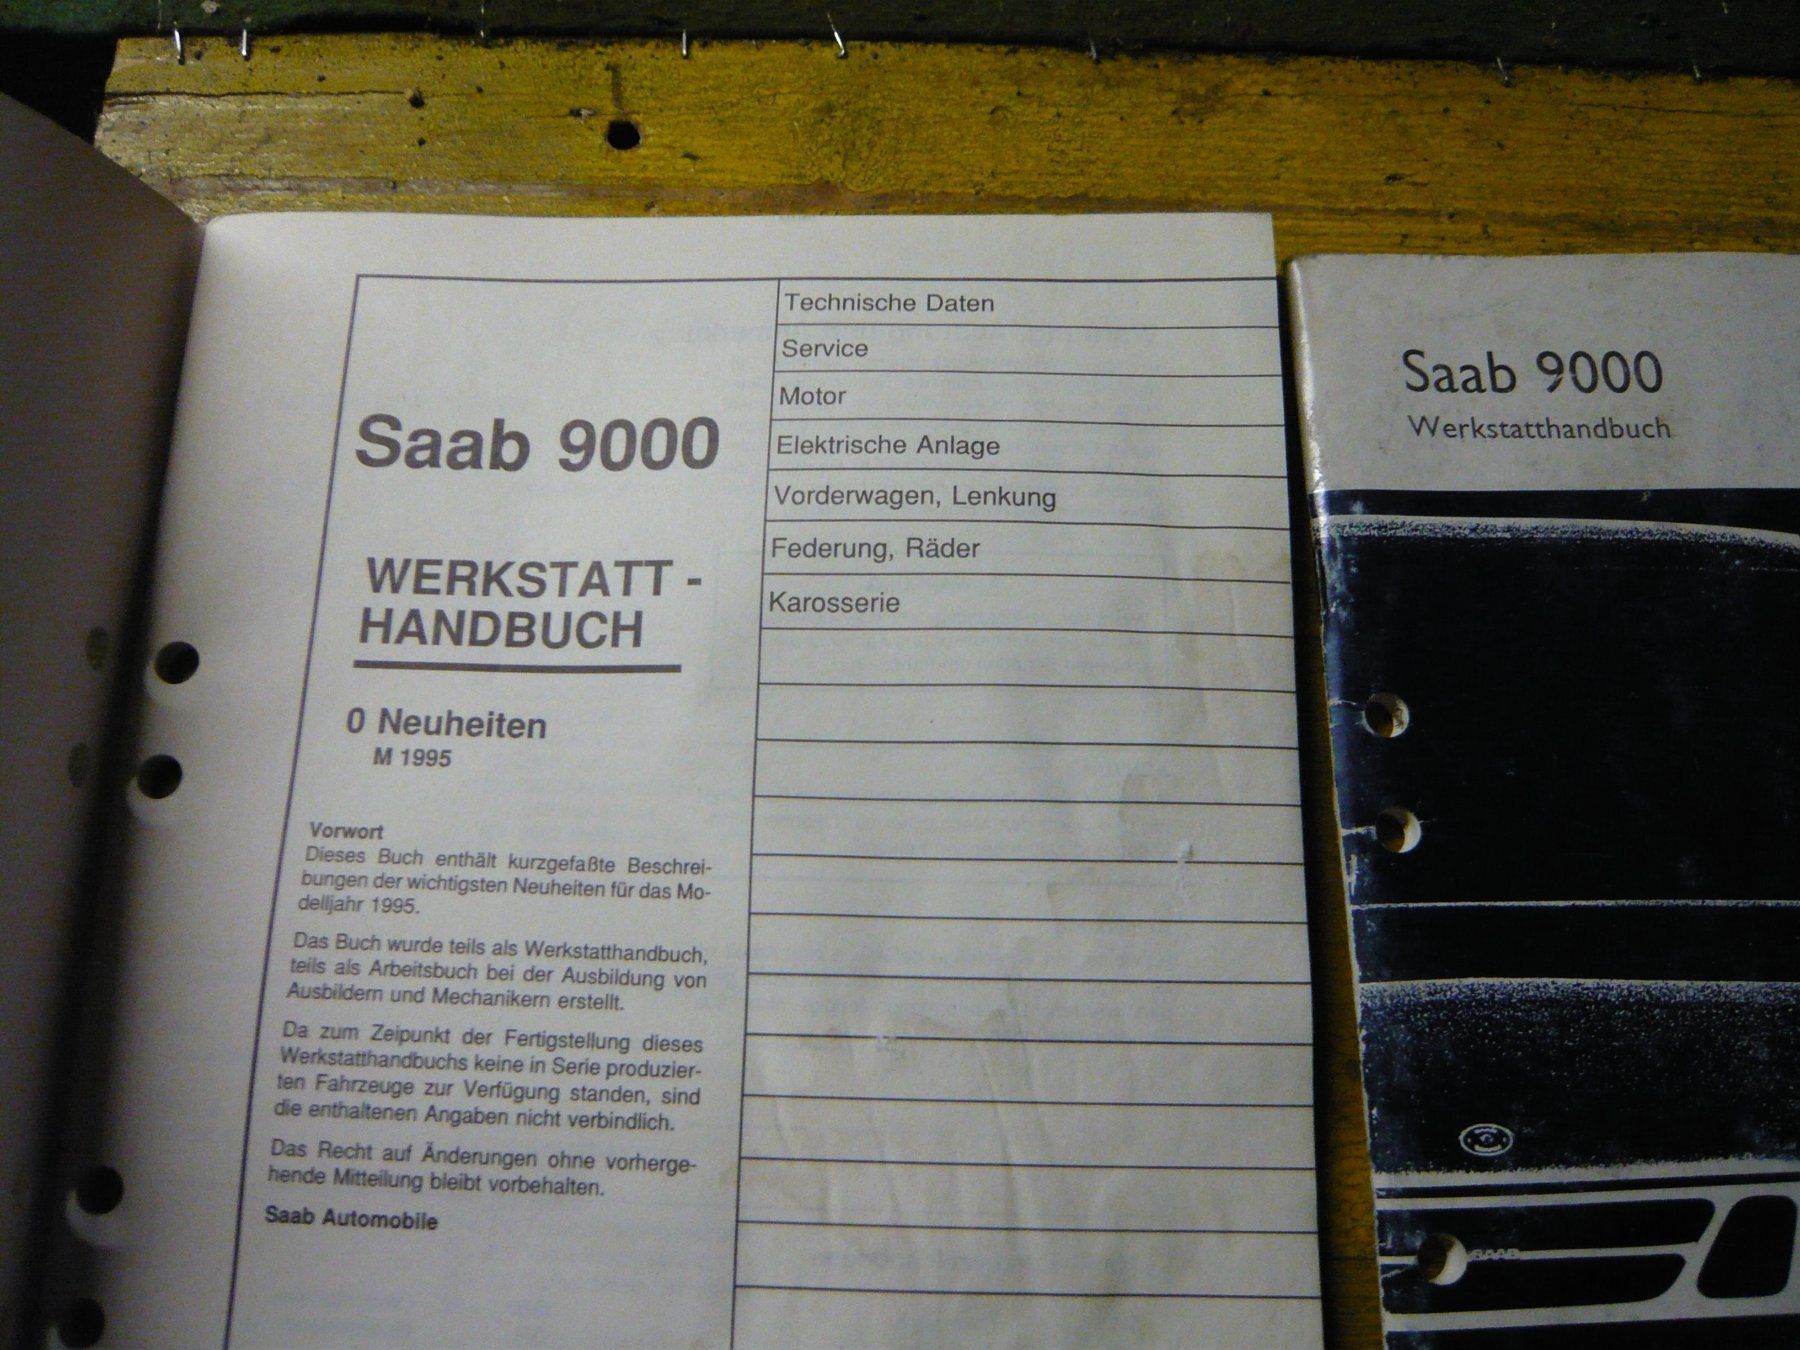 Saab 9000
WERKSTATT -
HANDBUCH
0 Neuheiten
M 1995
Vorwort
Dieses Buch enthält kurzgefaßte Beschrei-
bungen der wichtigsten Neuheiten für das Mo-
delljahr 1995.
Das Buch wurde teils als Werkstatthandbuch,
teils als Arbeitsbuch bei der Ausbildung von
Ausbildern und Mechanikern erstellt.
Da zum Zeipunkt der Fertigstellung dieses
Werkstatthandbuchs keine in Serie produzier-
ten Fahrzeuge zur Verfügung standen, sind
die enthaltenen Angaben nicht verbindlich.
Das Recht auf Änderungen ohne vorherge-
hende Mitteilung bleibt vorbehalten.
Saab Automobile
Technische Daten
Service
Motor
Elektrische Anlage
Vorderwagen, Lenkung
Federung, Räder
Karosserie
Saab 9000
Werkstatthandbuch
SAAB